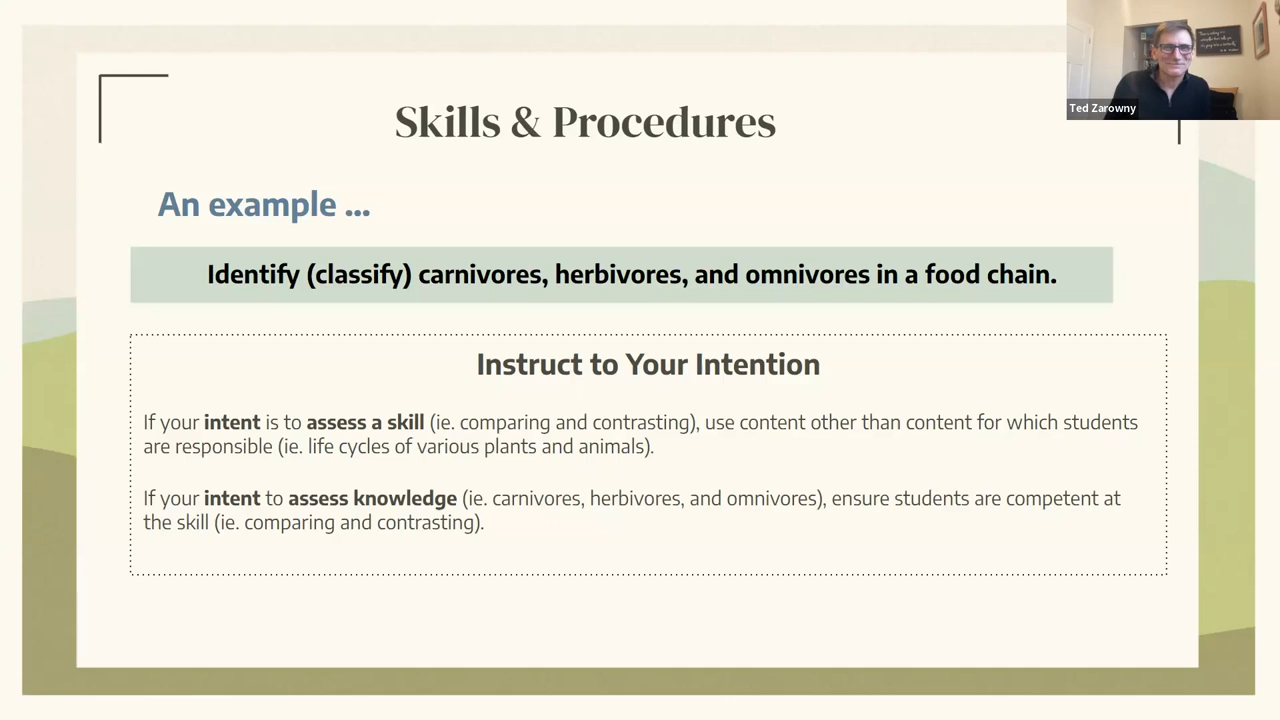 Skills & Procedures
Ted Zarowny
An example ...
Identify (classify) carnivores, herbivores, and omnivores in a food chain.
Instruct to Your Intention
If your intent is to assess a skill (ie. comparing and contrasting), use content other than content for which students
are responsible (ie. life cycles of various plants and animals).
If your intent to assess knowledge (ie. carnivores, herbivores, and omnivores), ensure students are competent at
the skill (ie. comparing and contrasting).